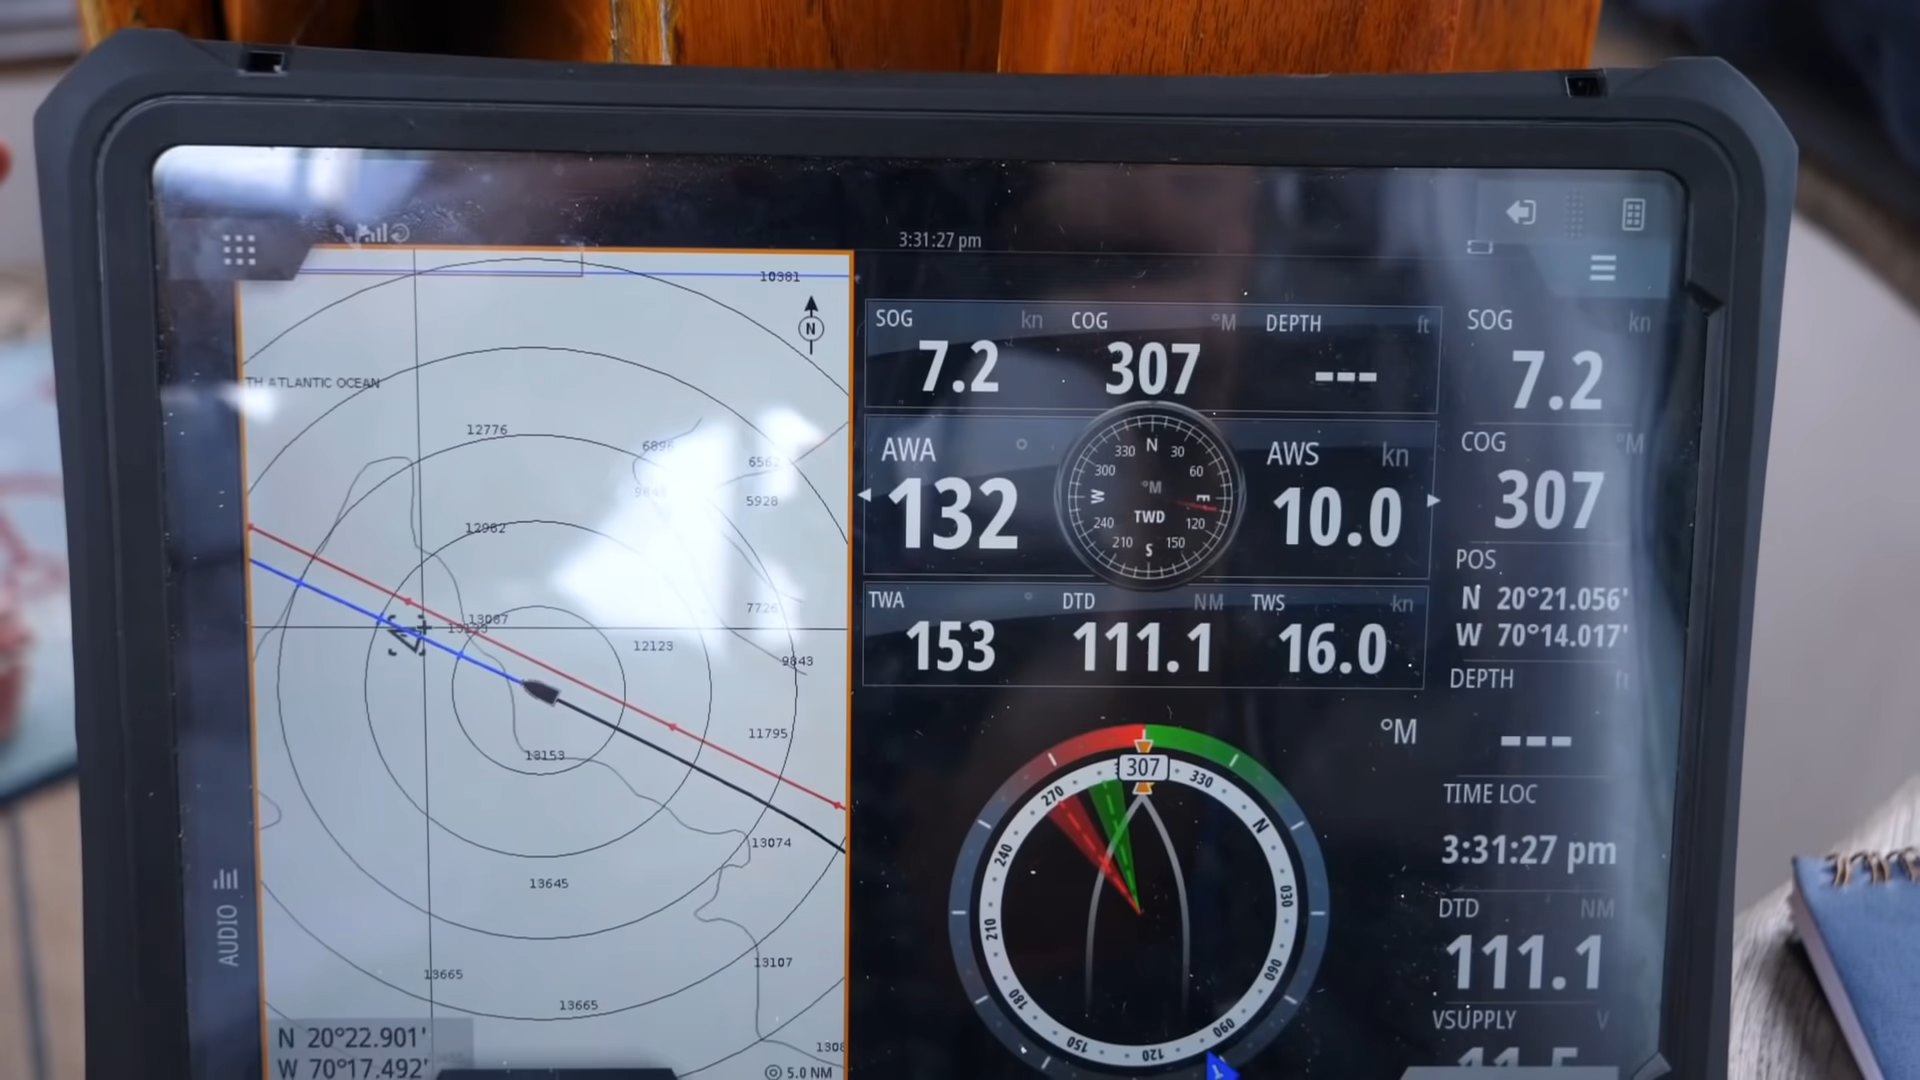 3:31:27 pm
10381
N
TH ATLANTIC OCEAN
12776
6896
6562
5928
12982
7726
13087
12123
9843
11795
13153
13074
13645
13107
13665
13665
N 20°22.901'
W 70°17.492'
5.0 NM
AUDIO
SOG kn COG °M DEPTH ft
7.2 307 ---
AWA ° AWS kn
132 10.0
N 30 60 E 120 150 S 210 240 W 300 330
°M
TWD
TWA ° DTD NM TWS kn
153 111.1 16.0
°M
307
330 N 030 060 090 120 150 180 210 240 270
SOG kn
7.2
COG °M
307
POS
N 20°21.056'
W 70°14.017'
DEPTH ft
---
TIME LOC
3:31:27 pm
DTD NM
111.1
VSUPPLY V